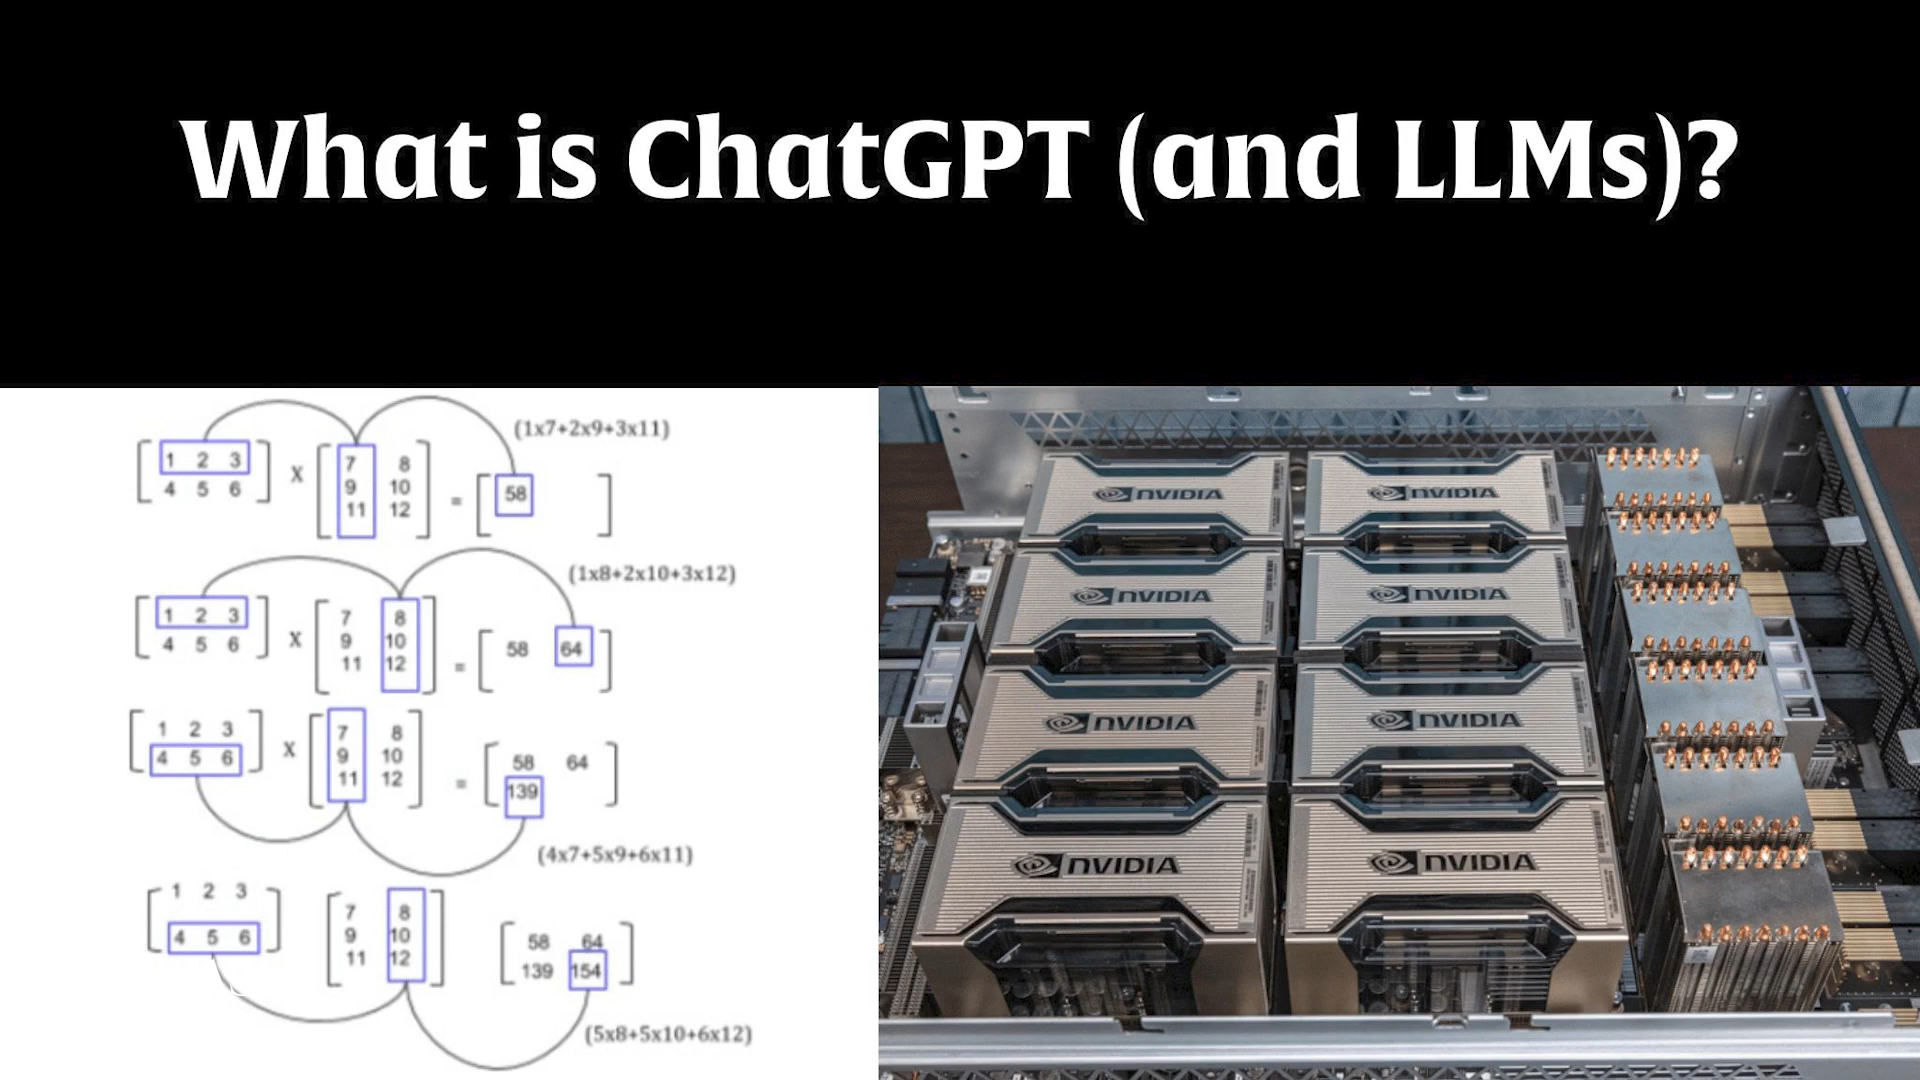 What is ChatGPT (and LLMs)?
(1x7+2x9+3x11)
1 2 3
4 5 6
X
7 8
9 10
11 12
=
58
(1x8+2x10+3x12)
1 2 3
4 5 6
X
7 8
9 10
11 12
=
58 64
1 2 3
4 5 6
X
7 8
9 10
11 12
=
58 64
139
(4x7+5x9+6x11)
1 2 3
4 5 6
7 8
9 10
11 12
58 64
139 154
(5x8+5x10+6x12)
NVIDIA NVIDIA
NVIDIA NVIDIA
NVIDIA NVIDIA
NVIDIA NVIDIA